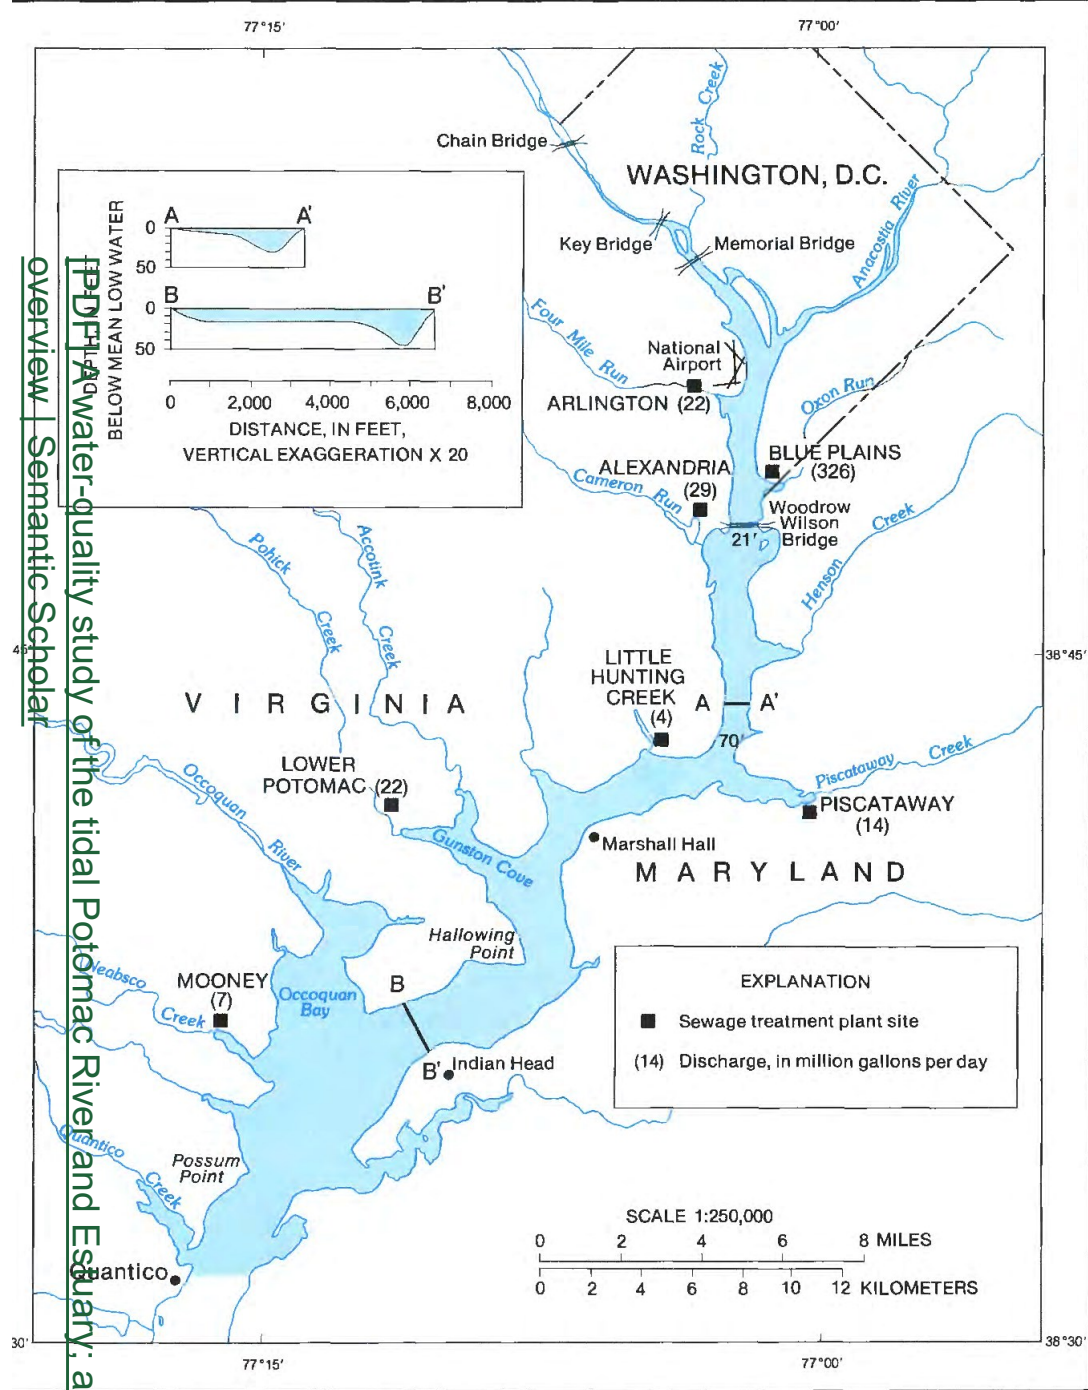 77°15'
77°00'
Chain Bridge
Rock Creek
WASHINGTON, D.C.
Anacostia River
Key Bridge
Memorial Bridge
A
A'
0
50
B
B'
0
50
BELOW MEAN LOW WATER
0
2,000
4,000
6,000
8,000
DISTANCE, IN FEET,
VERTICAL EXAGGERATION X 20
[PDF] A water-quality study of the tidal Potomac River and Estuary; a
overview | Semantic Scholar
Four Mile Run
National
Airport
ARLINGTON (22)
Oxon Run
BLUE PLAINS
(326)
ALEXANDRIA
(29)
Cameron Run
Woodrow
Wilson
Bridge
21'
Henson Creek
Pohick Creek
Accotink Creek
38°45'
LITTLE
HUNTING
CREEK
(4)
A
A'
70'
VIRGINIA
LOWER
POTOMAC (22)
Piscataway Creek
PISCATAWAY
(14)
Occoquan River
Gunston Cove
Marshall Hall
MARYLAND
Hallowing
Point
MOONEY
(7)
Neabsco Creek
Occoquan
Bay
B
B'
Indian Head
EXPLANATION
Sewage treatment plant site
(14) Discharge, in million gallons per day
Quantico Creek
Possum
Point
Quantico
SCALE 1:250,000
0 2 4 6 8 MILES
0 2 4 6 8 10 12 KILOMETERS
30'
38°30'
77°15'
77°00'